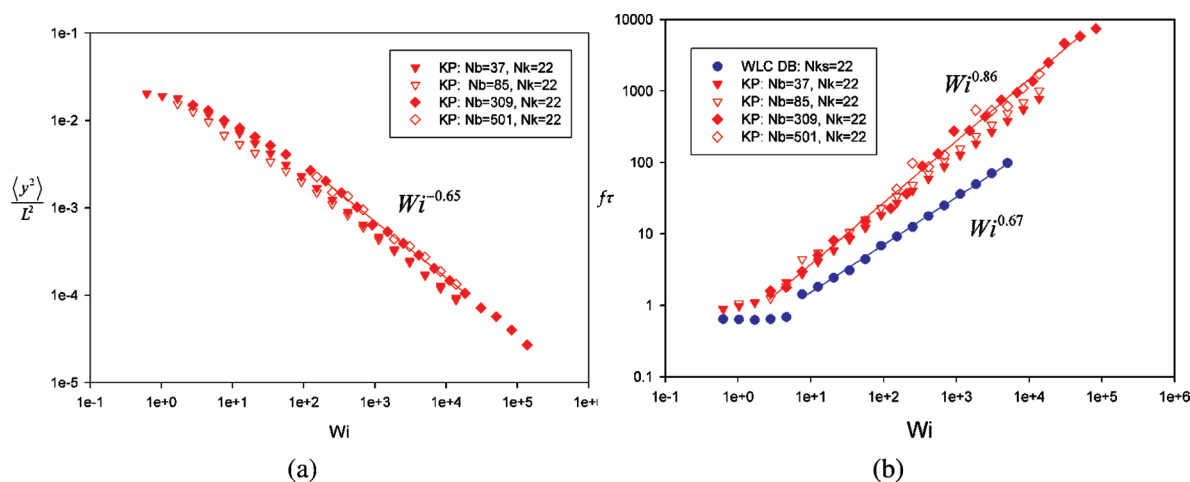 (a)
1e-1
1e-2
1e-3
1e-4
1e-5
⟨y²⟩
L²
KP: Nb=37, Nk=22
KP: Nb=85, Nk=22
KP: Nb=309, Nk=22
KP: Nb=501, Nk=22
Wi^-0.65
1e-1 1e+0 1e+1 1e+2 1e+3 1e+4 1e+5
Wi
(a)
(b)
10000
1000
100
10
1
0.1
fτ
WLC DB: Nks=22
KP: Nb=37, Nk=22
KP: Nb=85, Nk=22
KP: Nb=309, Nk=22
KP: Nb=501, Nk=22
Wi^0.86
Wi^0.67
1e-1 1e+0 1e+1 1e+2 1e+3 1e+4 1e+5 1e+6
Wi
(b)